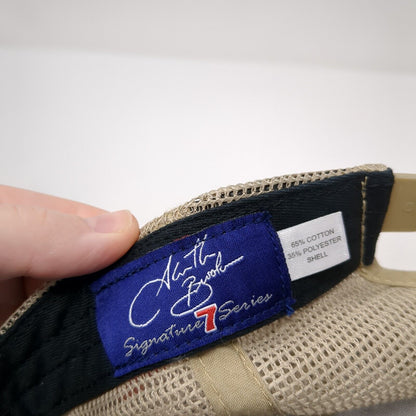 Signature 7 Series
65% COTTON
35% POLYESTER
SHELL